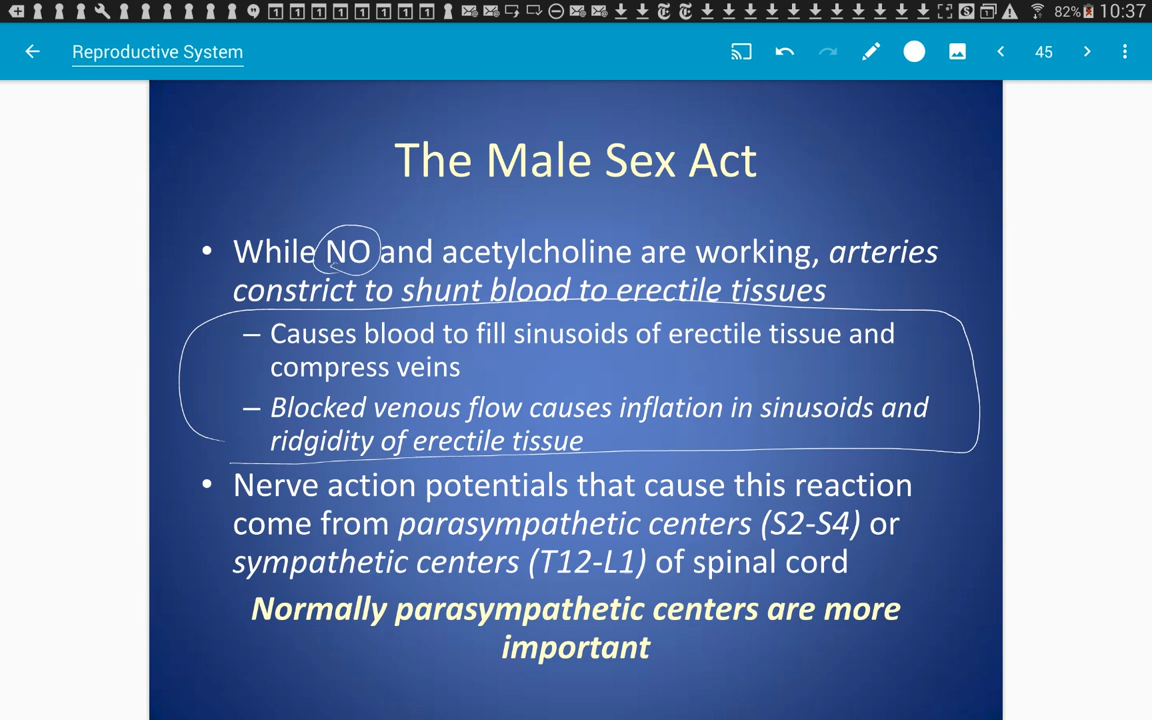 82% 10:37
Reproductive System 45
The Male Sex Act
• While NO and acetylcholine are working, arteries
constrict to shunt blood to erectile tissues
– Causes blood to fill sinusoids of erectile tissue and
compress veins
– Blocked venous flow causes inflation in sinusoids and
ridgidity of erectile tissue
• Nerve action potentials that cause this reaction
come from parasympathetic centers (S2-S4) or
sympathetic centers (T12-L1) of spinal cord
Normally parasympathetic centers are more
important